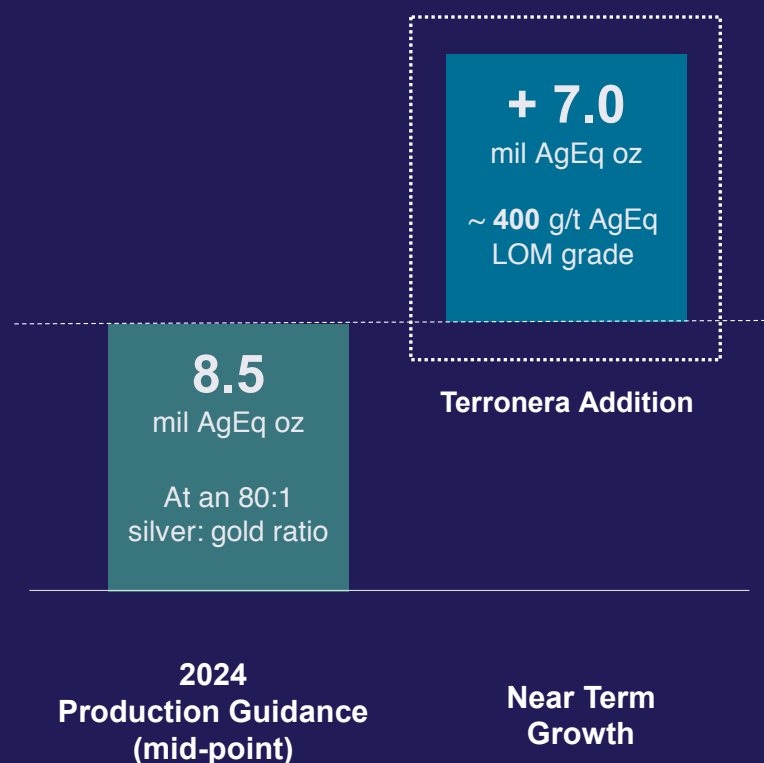 + 7.0
mil AgEq oz
~ 400 g/t AgEq
LOM grade
Terronera Addition
8.5
mil AgEq oz
At an 80:1
silver: gold ratio
2024
Production Guidance
(mid-point)
Near Term
Growth